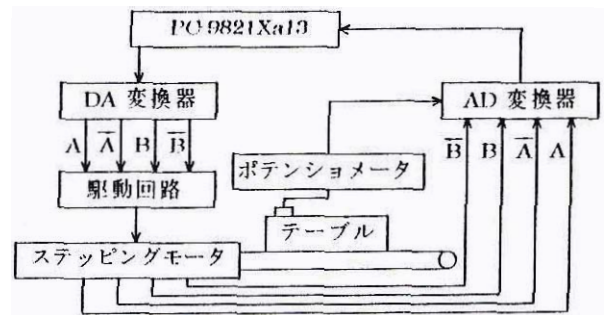 PC-9821Xa13
DA 変換器
AD 変換器
A A̅ B B̅
B̅ B A̅ A
ポテンショメータ
駆動回路
テーブル
ステッピングモータ